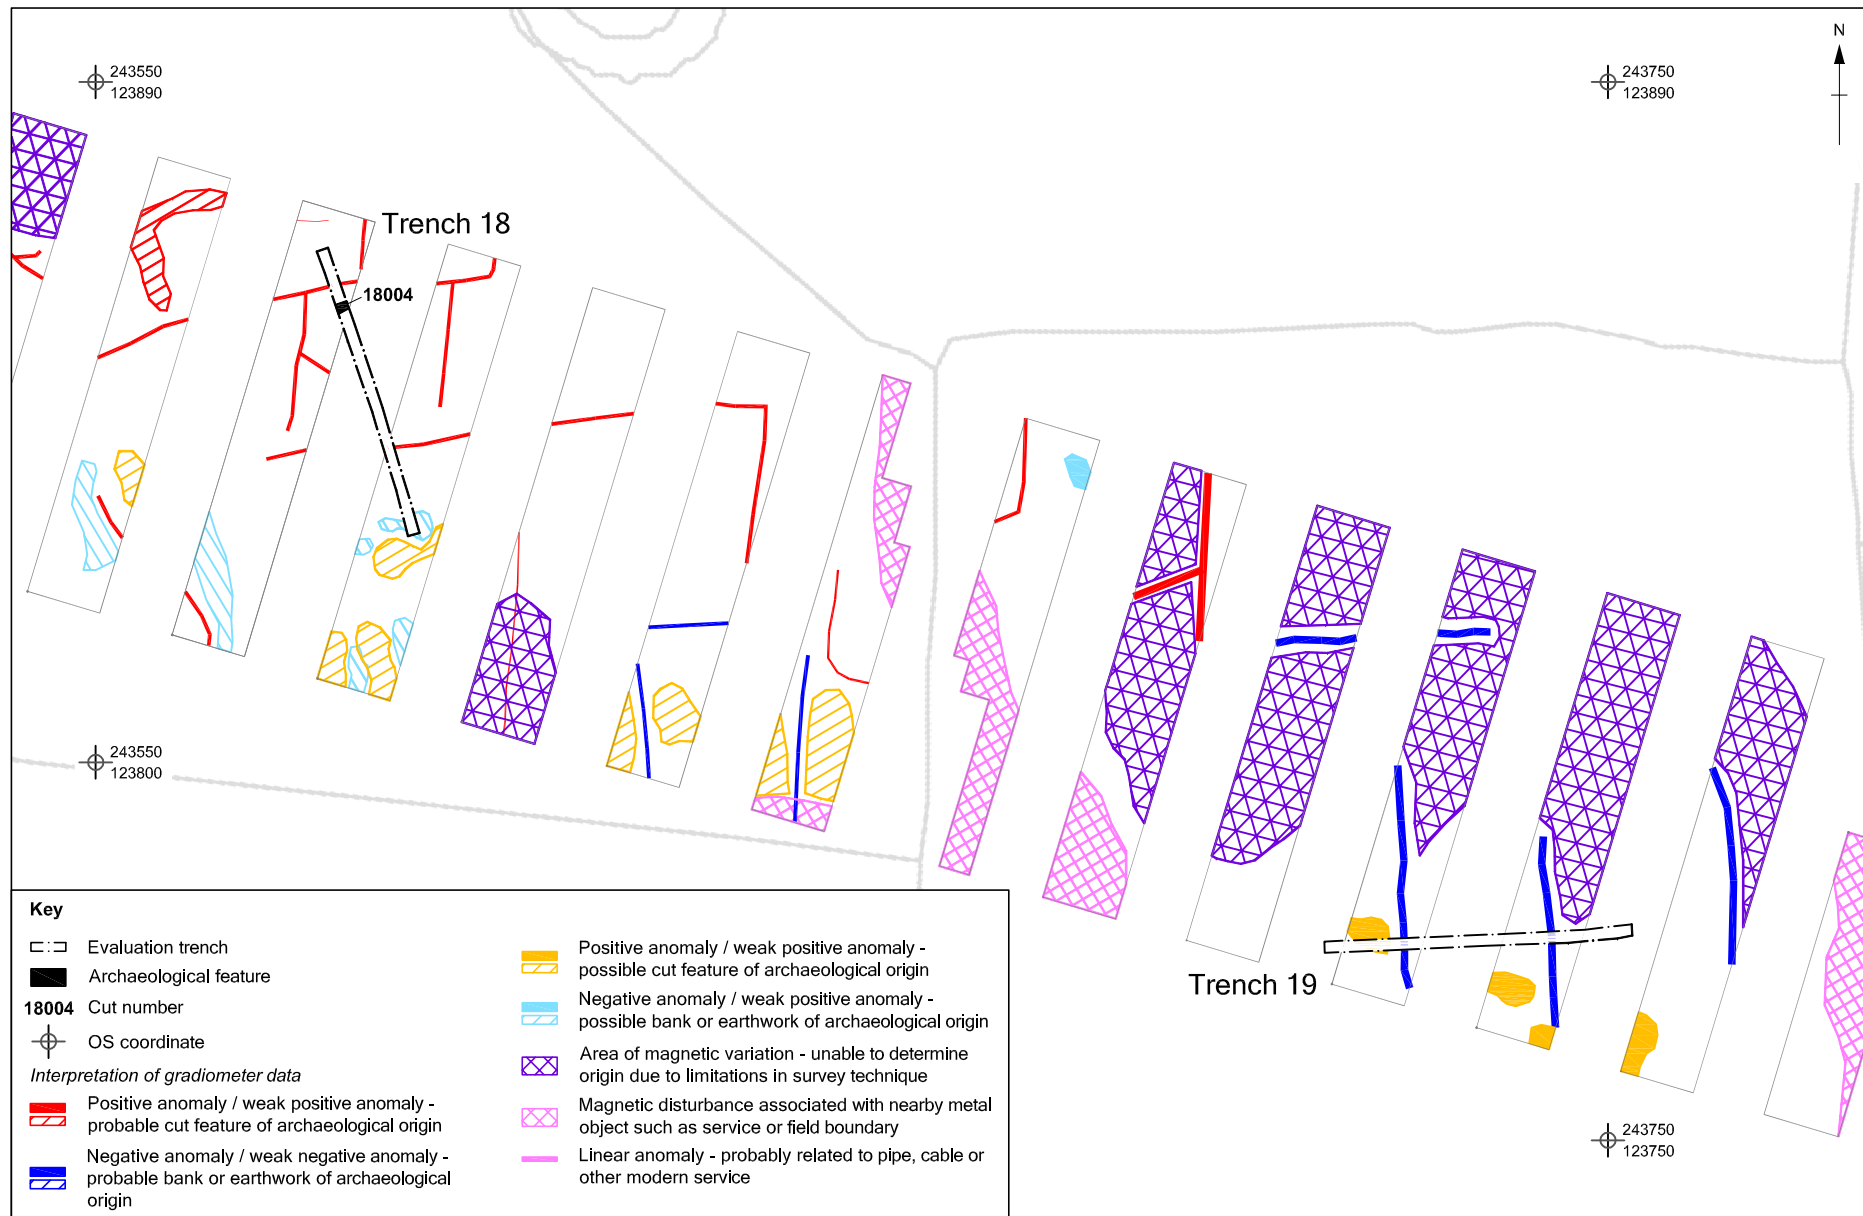 N
243550
123890
243750
123890
Trench 18
18004
243550
123800
Trench 19
243750
123750
Key
Evaluation trench
Archaeological feature
18004 Cut number
OS coordinate
Interpretation of gradiometer data
Positive anomaly / weak positive anomaly -
probable cut feature of archaeological origin
Negative anomaly / weak negative anomaly -
probable bank or earthwork of archaeological
origin
Positive anomaly / weak positive anomaly -
possible cut feature of archaeological origin
Negative anomaly / weak positive anomaly -
possible bank or earthwork of archaeological origin
Area of magnetic variation - unable to determine
origin due to limitations in survey technique
Magnetic disturbance associated with nearby metal
object such as service or field boundary
Linear anomaly - probably related to pipe, cable or
other modern service